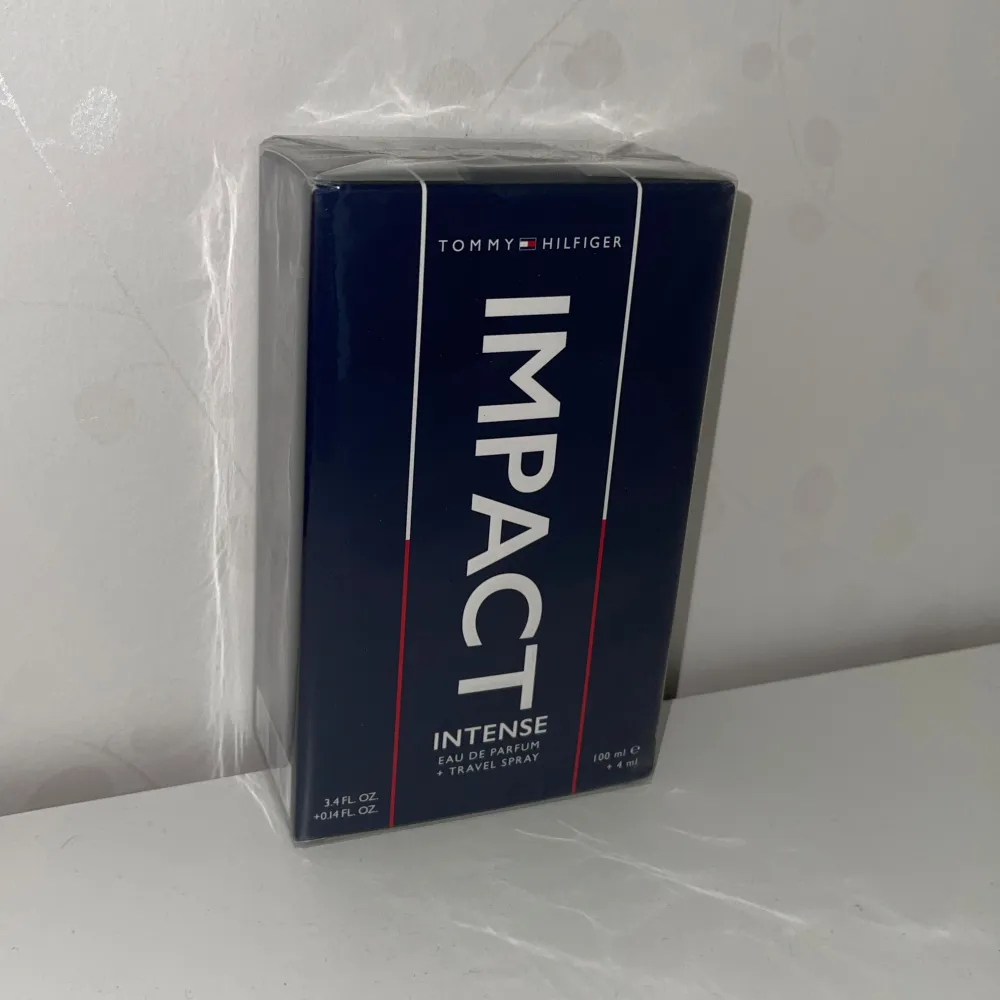 TOMMY HILFIGER
IMPACT
INTENSE
EAU DE PARFUM
+ TRAVEL SPRAY
3.4 FL. OZ.
+0.14 FL. OZ.
100 ml ℮
+ 4 ml